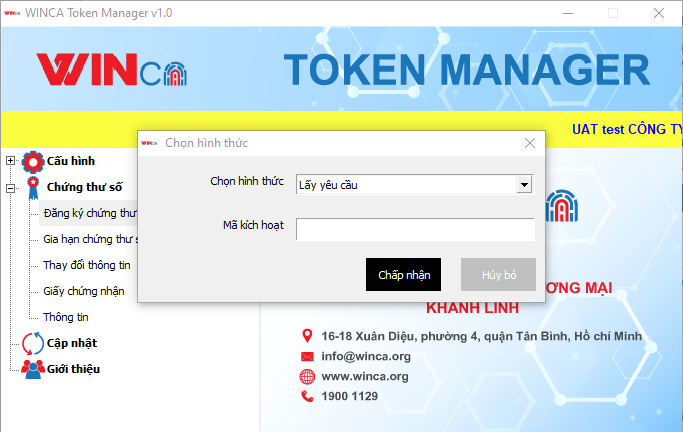 WINCA Token Manager v1.0
WINCA
TOKEN MANAGER
UAT test CÔNG TY
Cấu hình
Chứng thư số
Đăng ký chứng thư
Gia hạn chứng thư s
Thay đổi thông tin
Giấy chứng nhận
Thông tin
Cập nhật
Giới thiệu
WINCA
Chọn hình thức
Chọn hình thức
Lấy yêu cầu
Mã kích hoạt
Chấp nhận
Hủy bỏ
ƠNG MẠI
KHÁNH LINH
16-18 Xuân Diệu, phường 4, quận Tân Bình, Hồ chí Minh
info@winca.org
www.winca.org
1900 1129